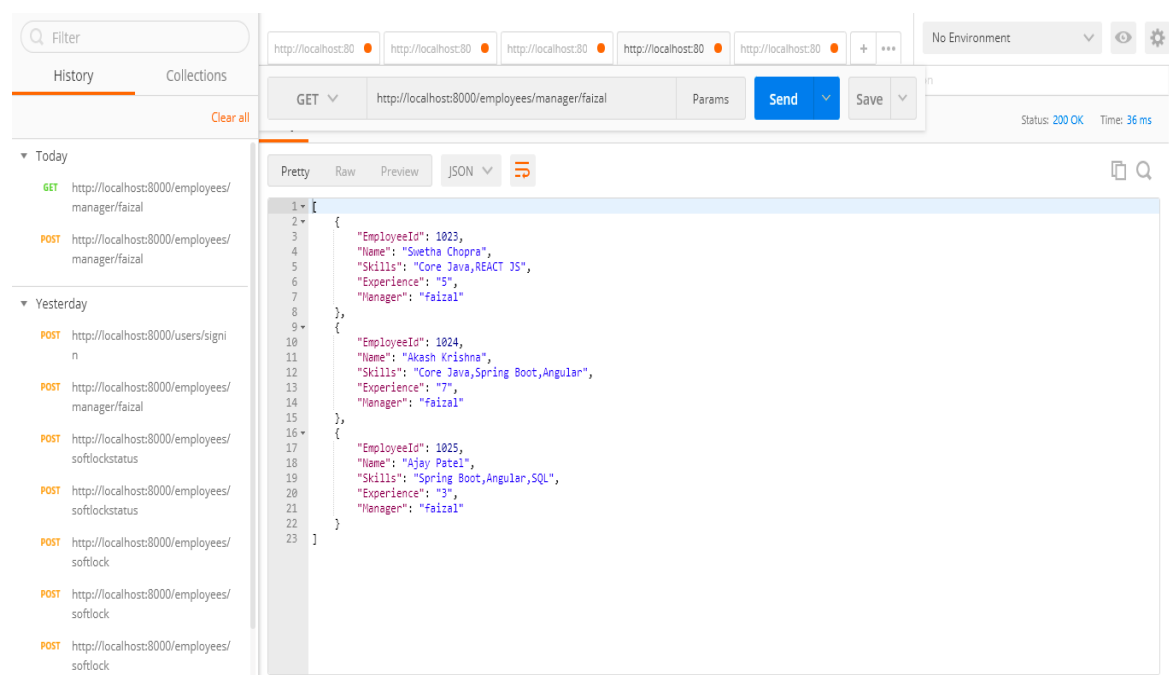 Filter
History Collections
Clear all
Today
GET http://localhost:8000/employees/
manager/faizal
POST http://localhost:8000/employees/
manager/faizal
Yesterday
POST http://localhost:8000/users/signi
n
POST http://localhost:8000/employees/
manager/faizal
POST http://localhost:8000/employees/
softlockstatus
POST http://localhost:8000/employees/
softlockstatus
POST http://localhost:8000/employees/
softlock
POST http://localhost:8000/employees/
softlock
POST http://localhost:8000/employees/
softlock
http://localhost:80 http://localhost:80 http://localhost:80 http://localhost:80 http://localhost:80 + •••
No Environment
GET http://localhost:8000/employees/manager/faizal Params Send Save
Status: 200 OK Time: 36 ms
Pretty Raw Preview JSON
1 [
2 {
3 "EmployeeId": 1023,
4 "Name": "Swetha Chopra",
5 "Skills": "Core Java,REACT JS",
6 "Experience": "5",
7 "Manager": "faizal"
8 },
9 {
10 "EmployeeId": 1024,
11 "Name": "Akash Krishna",
12 "Skills": "Core Java,Spring Boot,Angular",
13 "Experience": "7",
14 "Manager": "faizal"
15 },
16 {
17 "EmployeeId": 1025,
18 "Name": "Ajay Patel",
19 "Skills": "Spring Boot,Angular,SQL",
20 "Experience": "3",
21 "Manager": "faizal"
22 }
23 ]